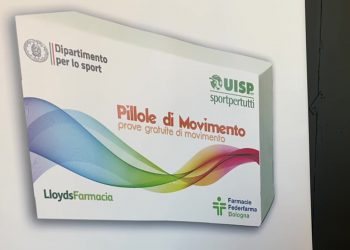 Dipartimento
per lo sport
UISP
sportpertutti
Pillole di Movimento
prove gratuite di movimento
LloydsFarmacia
Farmacie
Federfarma
Bologna